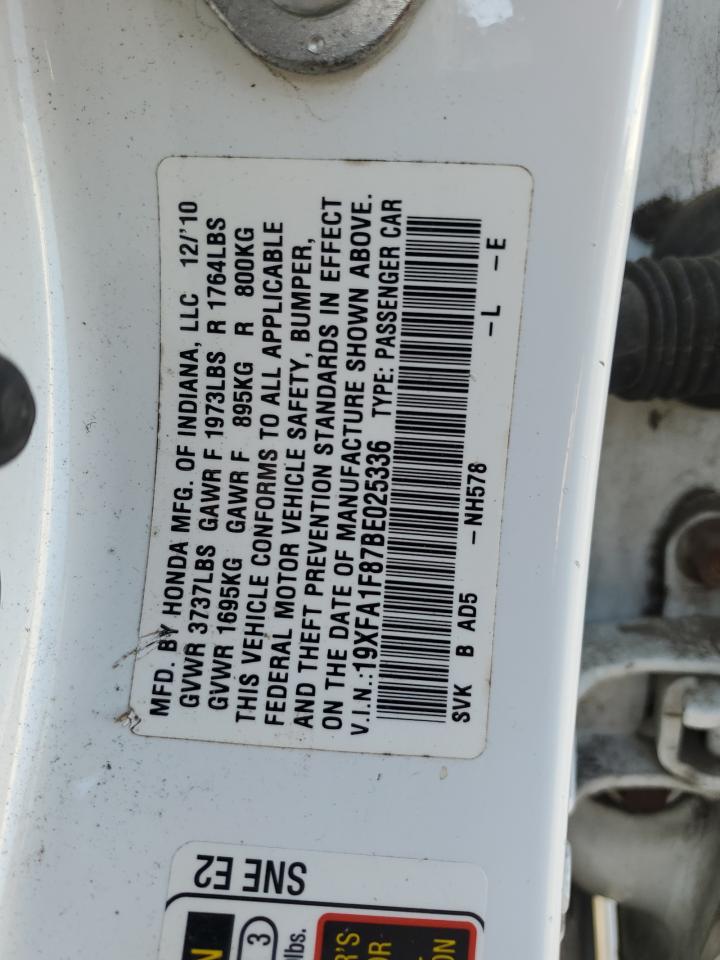 MFD. BY HONDA MFG. OF INDIANA, LLC 12/'10
GVWR 3737LBS GAWR F 1973LBS R 1764LBS
GVWR 1695KG GAWR F 895KG R 800KG
THIS VEHICLE CONFORMS TO ALL APPLICABLE
FEDERAL MOTOR VEHICLE SAFETY, BUMPER,
AND THEFT PREVENTION STANDARDS IN EFFECT
ON THE DATE OF MANUFACTURE SHOWN ABOVE.
V.I.N.:19XFA1F87BE025336 TYPE: PASSENGER CAR
SVK B AD5 -NH578 -L -E
SNE E2
3
lbs.